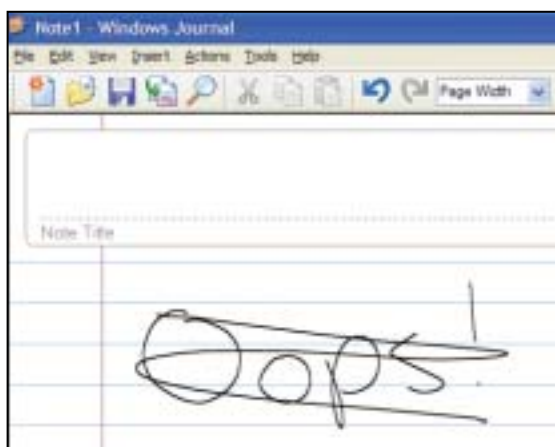 Note1 - Windows Journal
File Edit View Insert Actions Tools Help
Page Width
Note Title
Oops!